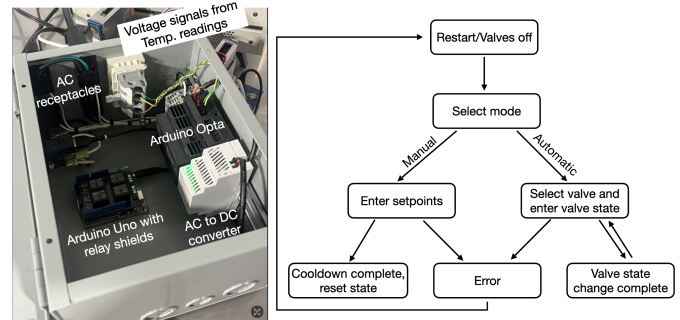 Voltage signals from
Temp. readings
AC
receptacles
Arduino Opta
Arduino Uno with
relay shields
AC to DC
converter
Restart/Valves off
Select mode
Manual
Automatic
Enter setpoints
Select valve and
enter valve state
Cooldown complete,
reset state
Error
Valve state
change complete